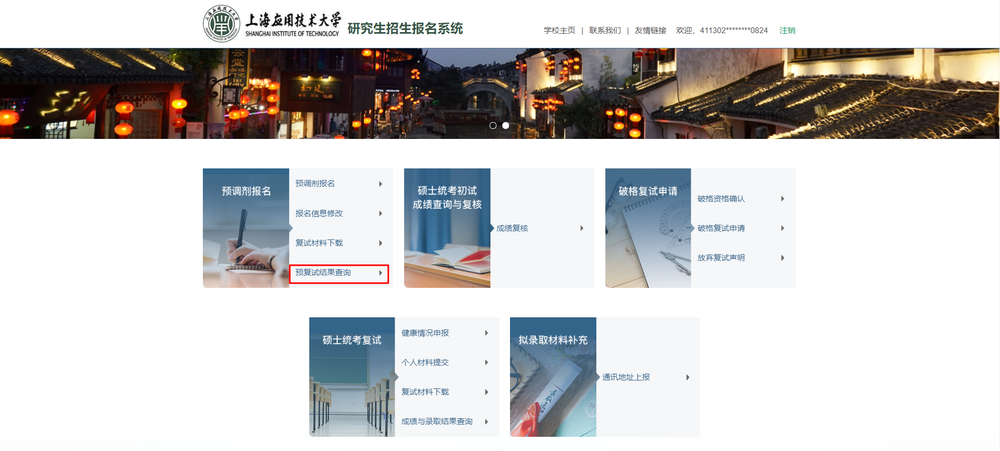 上海应用技术大学
SHANGHAI INSTITUTE OF TECHNOLOGY
研究生招生报名系统
学校主页 | 联系我们 | 友情链接 欢迎，411302********0824 注销
预调剂报名
预调剂报名
报名信息修改
复试材料下载
预复试结果查询
硕士统考初试
成绩查询与复核
成绩复核
破格复试申请
破格资格确认
破格复试申请
放弃复试声明
硕士统考复试
健康情况申报
个人材料提交
复试材料下载
成绩与录取结果查询
拟录取材料补充
通讯地址上报